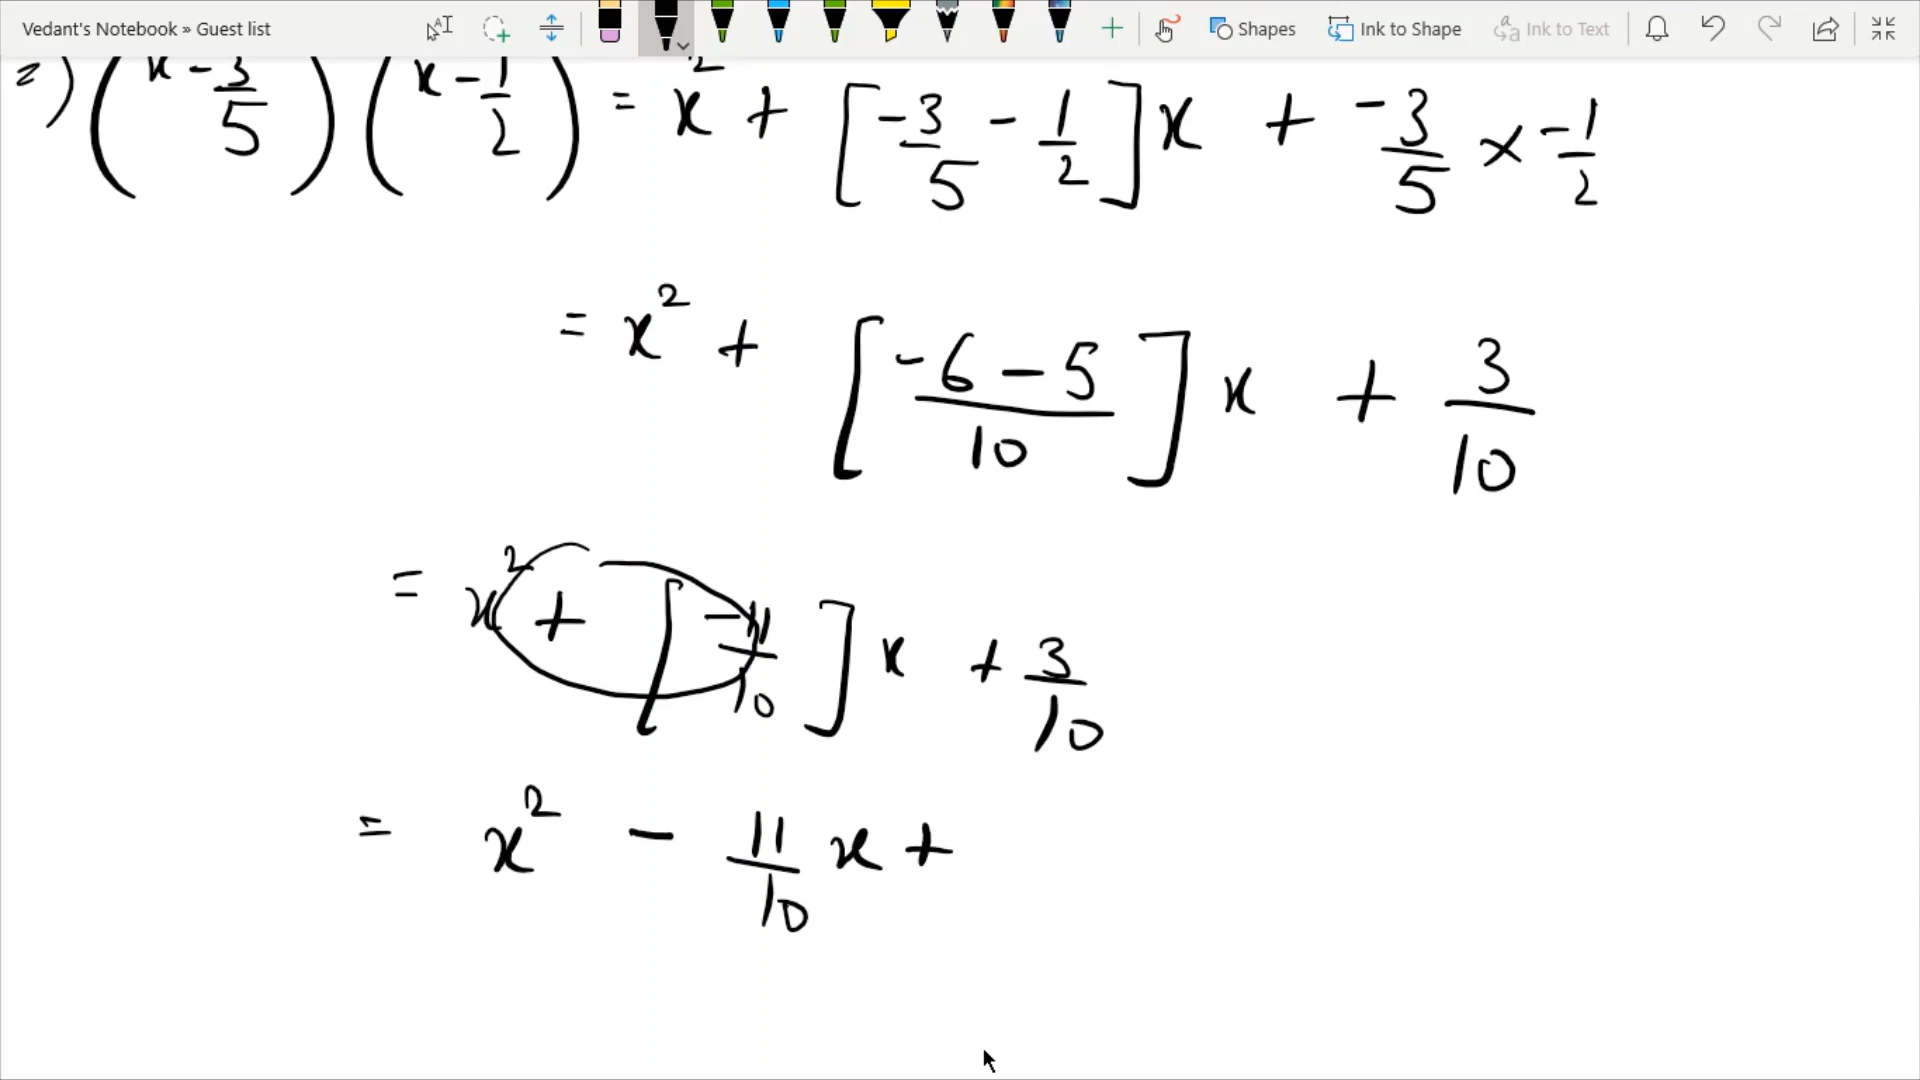 Vedant's Notebook » Guest list Shapes Ink to Shape Ink to Text
2) (x - 3/5) (x - 1/2) = x² + [-3/5 - 1/2] x + -3/5 × -1/2
= x² + [-6 - 5/10] x + 3/10
= x² + [-11/10] x + 3/10
= x² - 11/10 x +